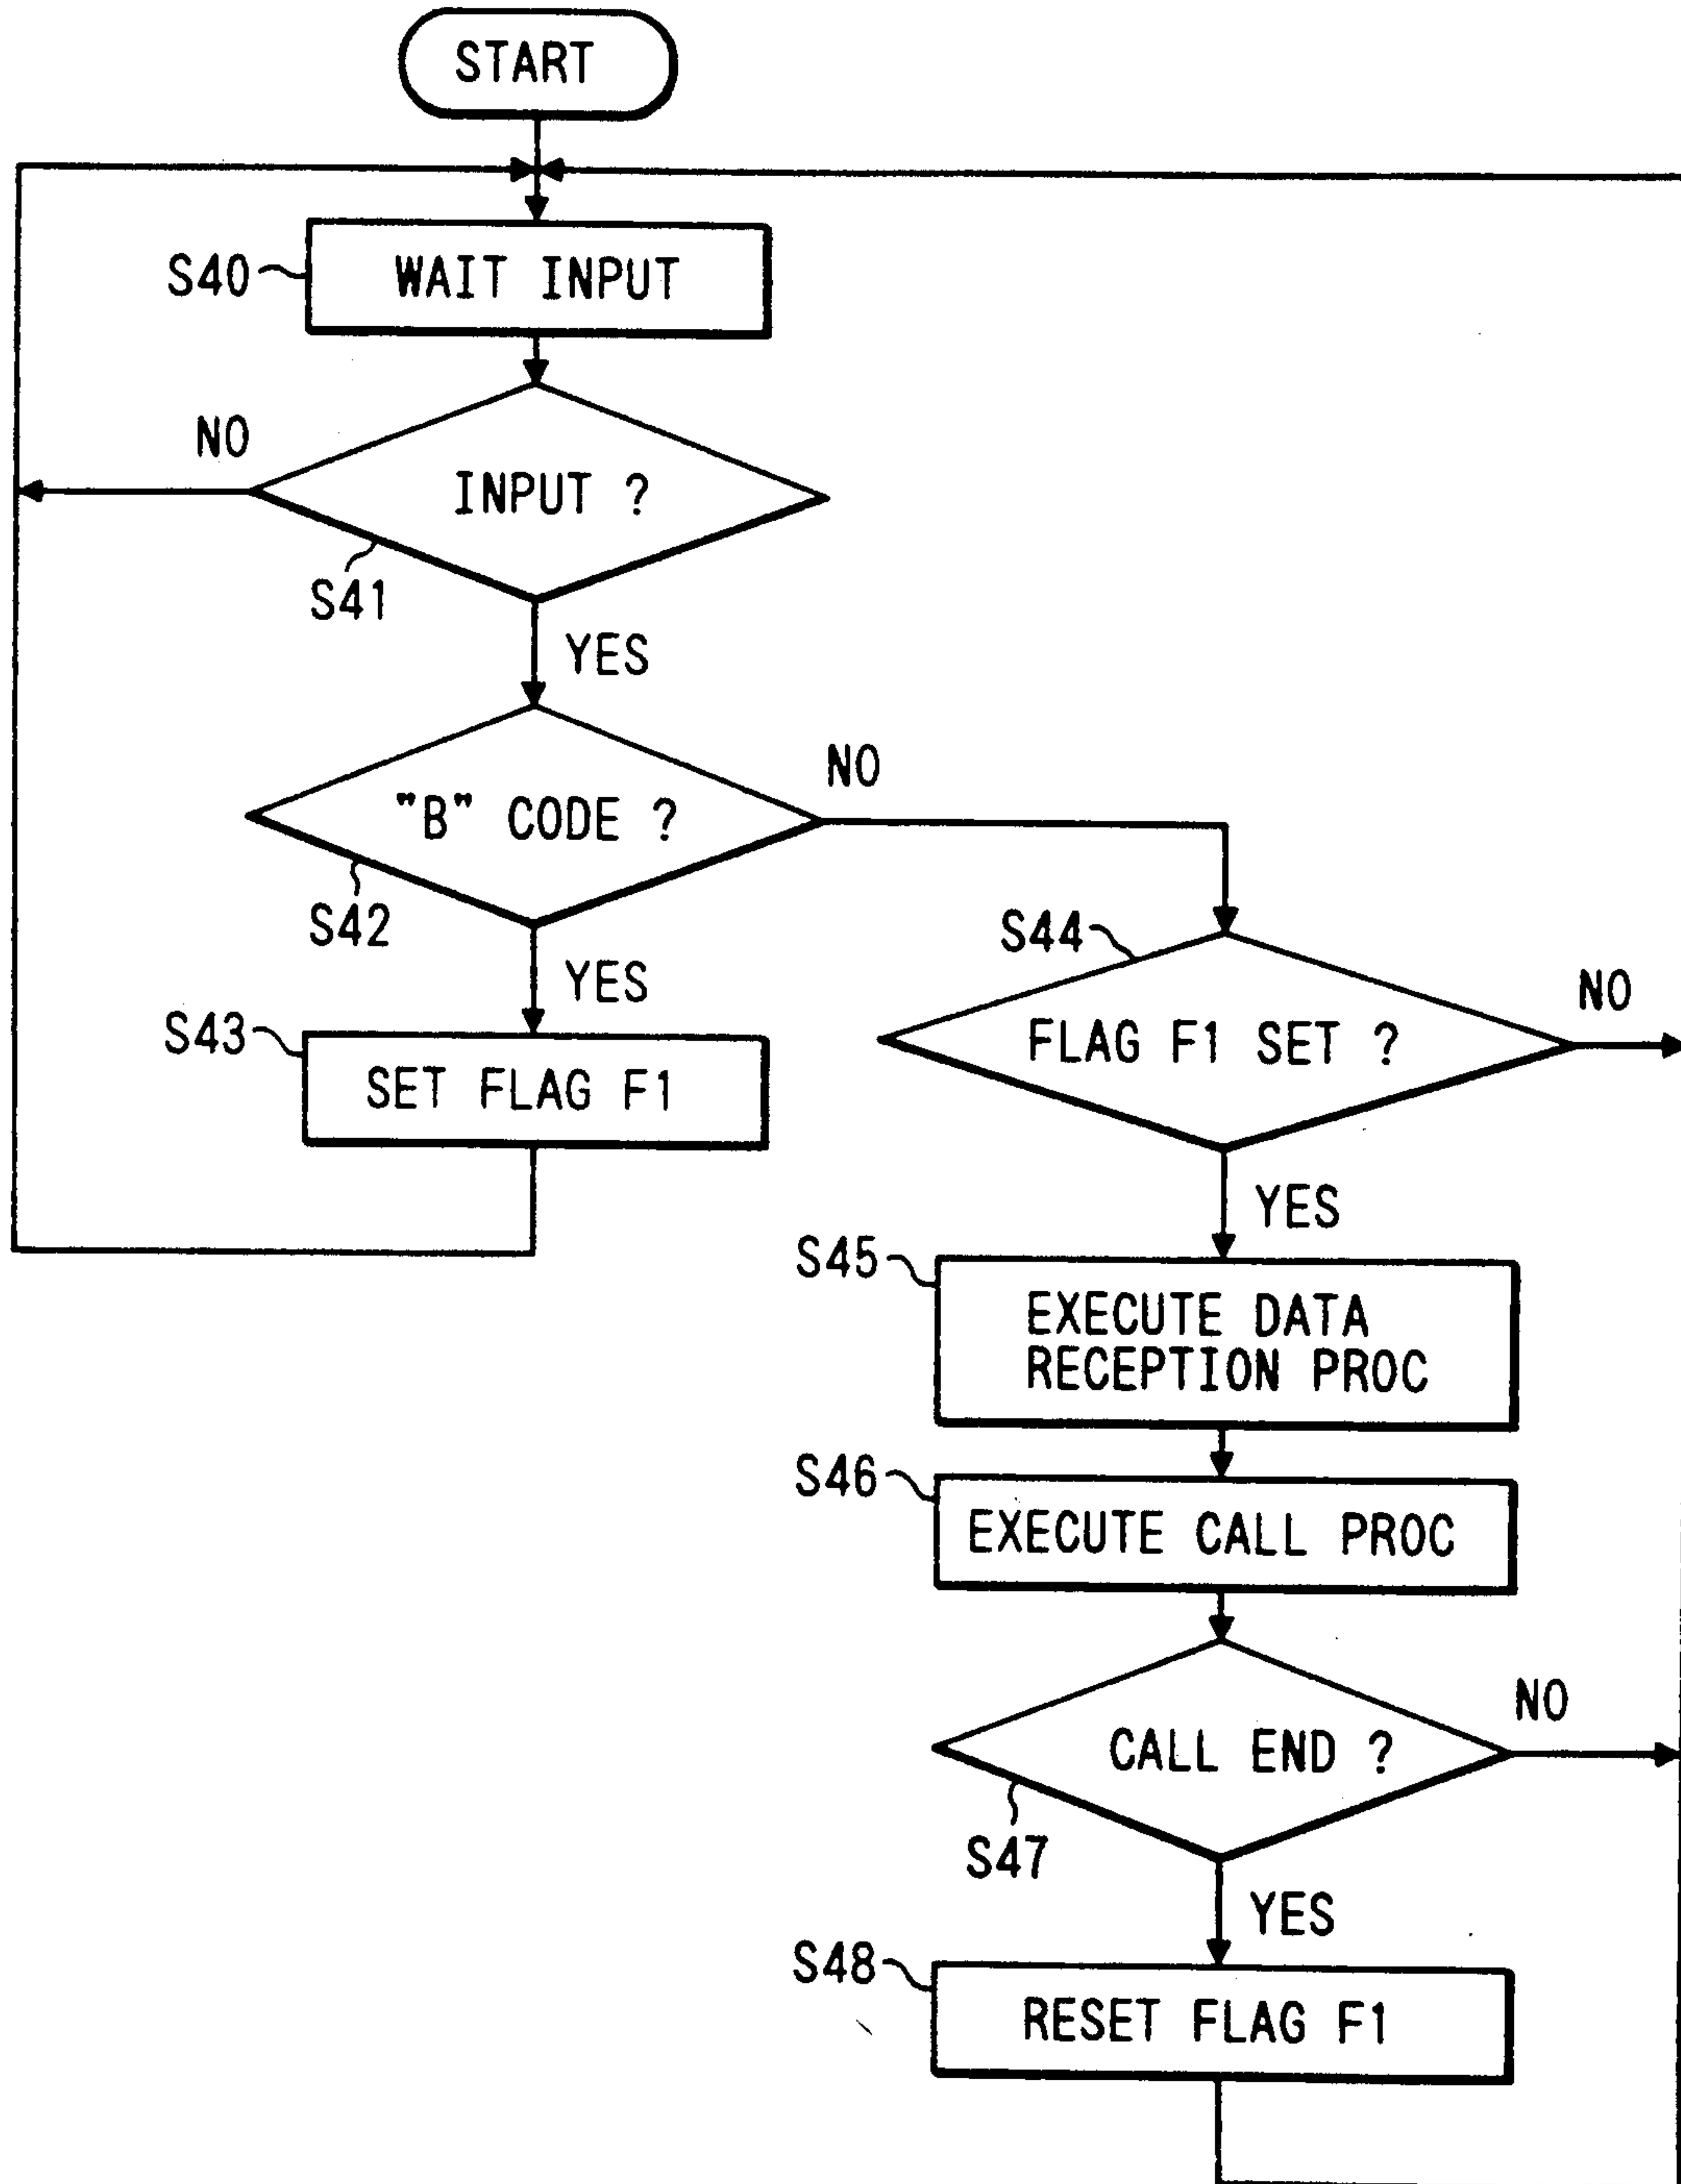 START
S40
WAIT INPUT
NO
INPUT ?
S41
YES
NO
"B" CODE ?
S42
YES
S43
SET FLAG F1
S44
NO
FLAG F1 SET ?
YES
S45
EXECUTE DATA
RECEPTION PROC
S46
EXECUTE CALL PROC
NO
CALL END ?
S47
YES
S48
RESET FLAG F1